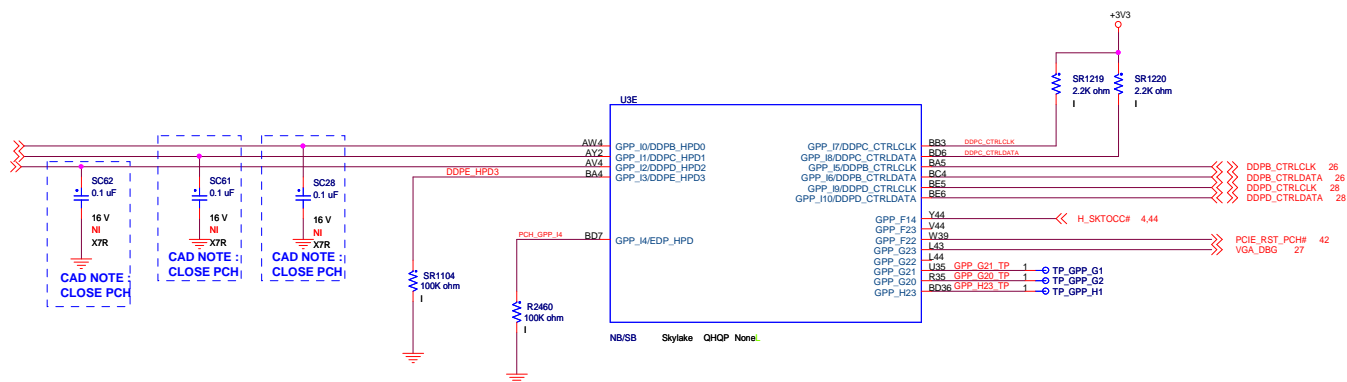 +3V3
SR1219
2.2K ohm
I
SR1220
2.2K ohm
I
U3E
AW4 GPP_I0/DDPB_HPD0
AY2 GPP_I1/DDPC_HPD1
AV4 GPP_I2/DDPD_HPD2
DDPE_HPD3 BA4 GPP_I3/DDPE_HPD3
PCH_GPP_I4 BD7 GPP_I4/EDP_HPD
GPP_I7/DDPC_CTRLCLK BB3 DDPC_CTRLCLK
GPP_I8/DDPC_CTRLDATA BD6 DDPC_CTRLDATA
GPP_I5/DDPB_CTRLCLK BA5 DDPB_CTRLCLK 26
GPP_I6/DDPB_CTRLDATA BC4 DDPB_CTRLDATA 26
GPP_I9/DDPD_CTRLCLK BE5 DDPD_CTRLCLK 28
GPP_I10/DDPD_CTRLDATA BE6 DDPD_CTRLDATA 28
GPP_F14 Y44 H_SKTOCC# 4,44
GPP_F23 V44
GPP_F22 W39 PCIE_RST_PCH# 42
GPP_G23 L43 VGA_DBG 27
GPP_G22 L44
GPP_G21 U35 GPP_G21_TP 1 TP_GPP_G1
GPP_G20 R35 GPP_G20_TP 1 TP_GPP_G2
GPP_H23 BD36 GPP_H23_TP 1 TP_GPP_H1
SC62
0.1 uF
16 V
NI
X7R
CAD NOTE :
CLOSE PCH
SC61
0.1 uF
16 V
NI
X7R
CAD NOTE :
CLOSE PCH
SC28
0.1 uF
16 V
NI
X7R
CAD NOTE :
CLOSE PCH
SR1104
100K ohm
I
R2460
100K ohm
I
NB/SB Skylake QHQP NoneL